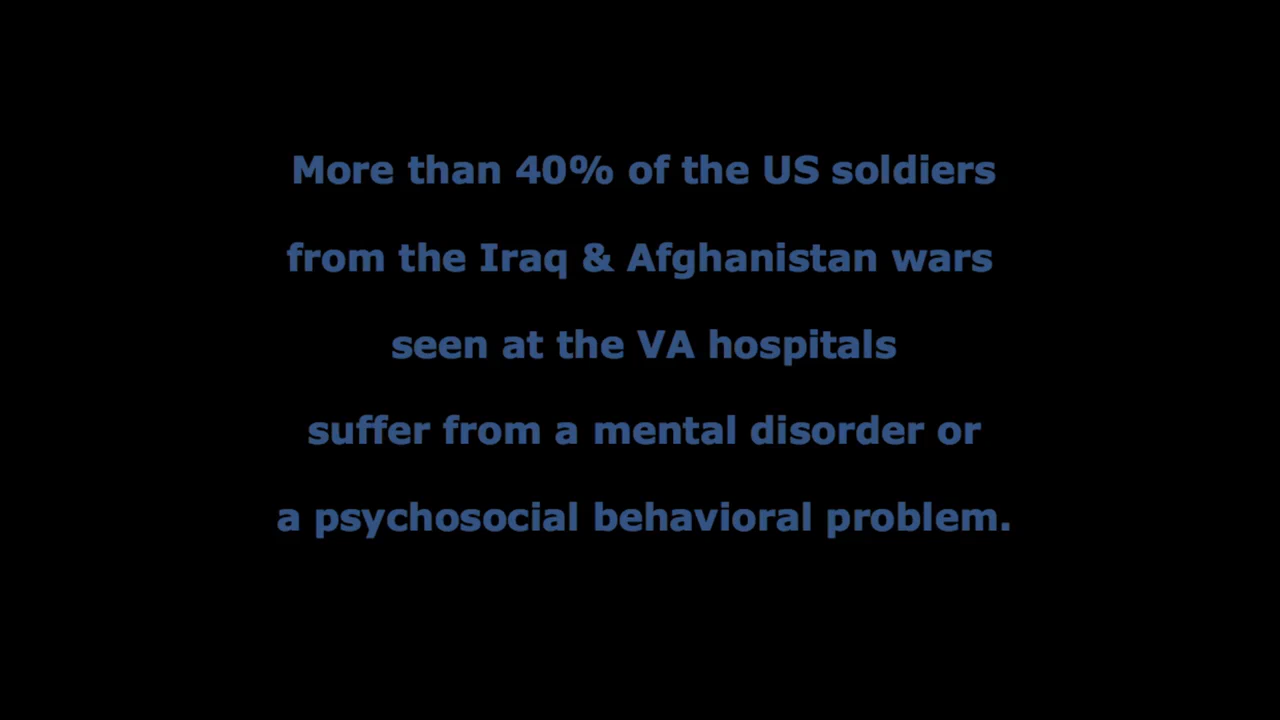 More than 40% of the US soldiers
from the Iraq & Afghanistan wars
seen at the VA hospitals
suffer from a mental disorder or
a psychosocial behavioral problem.